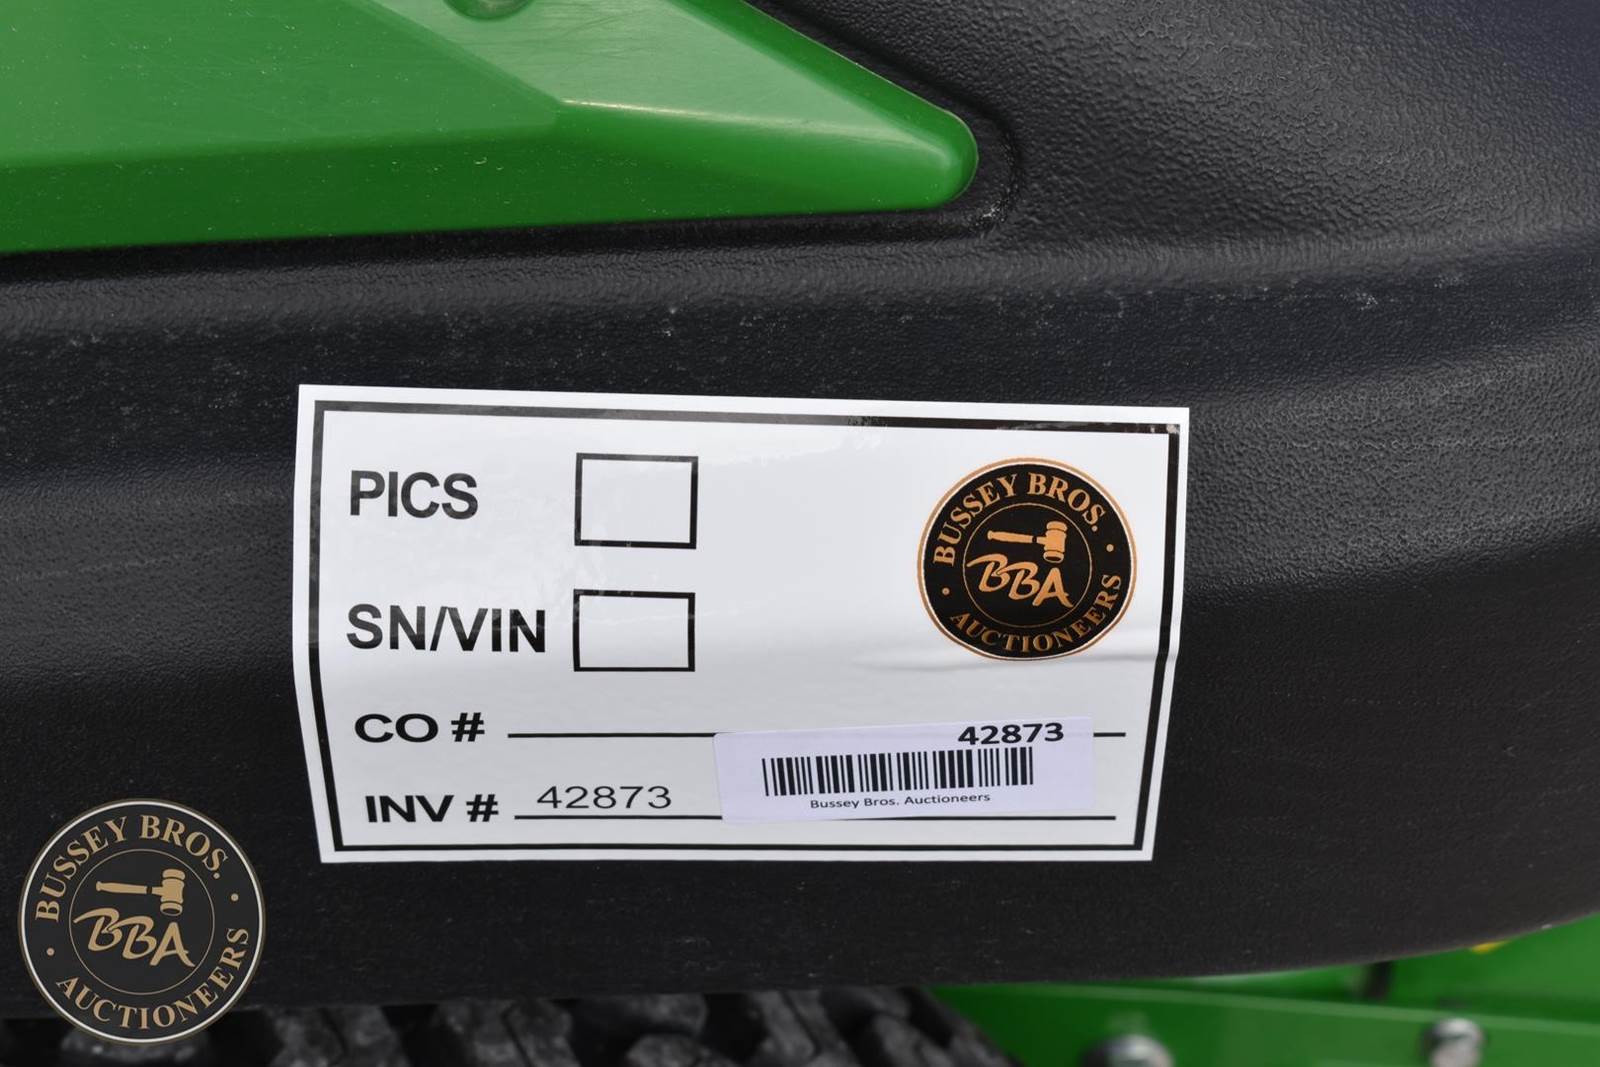 PICS
SN/VIN
CO #
INV # 42873
42873
Bussey Bros. Auctioneers
BUSSEY BROS.
BBA
AUCTIONEERS
BUSSEY BROS.
BBA
AUCTIONEERS